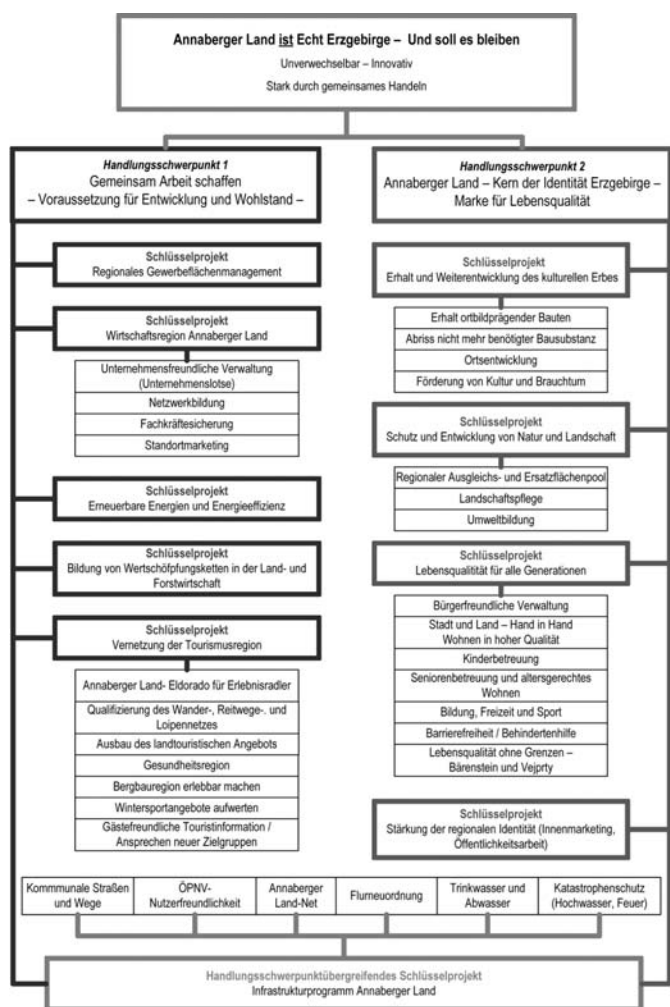 Annaberger Land ist Echt Erzgebirge – Und soll es bleiben
Unverwechselbar – Innovativ
Stark durch gemeinsames Handeln
Handlungsschwerpunkt 1
Gemeinsam Arbeit schaffen
– Voraussetzung für Entwicklung und Wohlstand –
Schlüsselprojekt
Regionales Gewerbeflächenmanagement
Schlüsselprojekt
Wirtschaftsregion Annaberger Land
Unternehmensfreundliche Verwaltung
(Unternehmenslotse)
Netzwerkbildung
Fachkräftesicherung
Standortmarketing
Schlüsselprojekt
Erneuerbare Energien und Energieeffizienz
Schlüsselprojekt
Bildung von Wertschöfpfungsketten in der Land- und
Forstwirtschaft
Schlüsselprojekt
Vernetzung der Tourismusregion
Annaberger Land- Eldorado für Erlebnisradler
Qualifizierung des Wander-, Reitwege-. und
Loipennetzes
Ausbau des landtouristischen Angebots
Gesundheitsregion
Bergbauregion erlebbar machen
Wintersportangebote aufwerten
Gästefreundliche Touristinformation /
Ansprechen neuer Zielgruppen
Handlungsschwerpunkt 2
Annaberger Land – Kern der Identität Erzgebirge –
Marke für Lebensqualität
Schlüsselprojekt
Erhalt und Weiterentwicklung des kulturellen Erbes
Erhalt ortbildprägender Bauten
Abriss nicht mehr benötigter Bausubstanz
Ortsentwicklung
Förderung von Kultur und Brauchtum
Schlüsselprojekt
Schutz und Entwicklung von Natur und Landschaft
Regionaler Ausgleichs- und Ersatzflächenpool
Landschaftspflege
Umweltbildung
Schlüsselprojekt
Lebensqualitität für alle Generationen
Bürgerfreundliche Verwaltung
Stadt und Land – Hand in Hand
Wohnen in hoher Qualität
Kinderbetreuung
Seniorenbetreuung und altersgerechtes
Wohnen
Bildung, Freizeit und Sport
Barrierefreiheit / Behindertenhilfe
Lebensqualität ohne Grenzen –
Bärenstein und Vejprty
Schlüsselprojekt
Stärkung der regionalen Identität (Innenmarketing,
Öffentlichkeitsarbeit)
Kommmunale Straßen
und Wege
ÖPNV-
Nutzerfreundlichkeit
Annaberger
Land-Net
Flurneuordnung
Trinkwasser und
Abwasser
Katastrophenschutz
(Hochwasser, Feuer)
Handlungsschwerpunktübergreifendes Schlüsselprojekt
Infrastrukturprogramm Annaberger Land